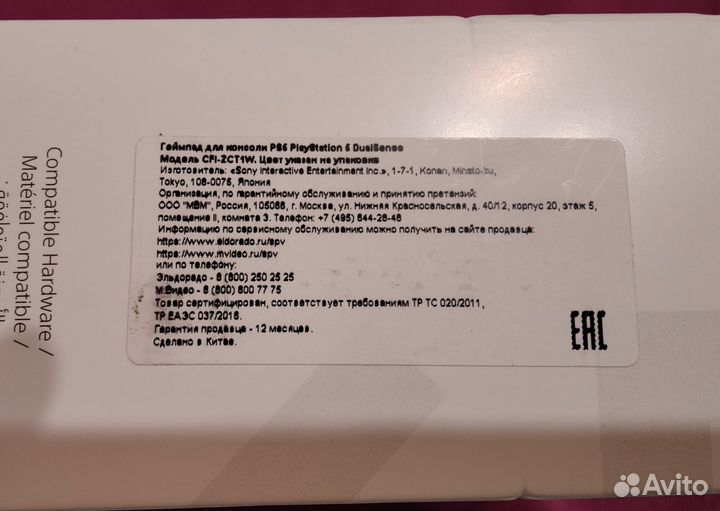 Геймпад для консоли PS5 PlayStation 5 DualSense
Модель CFI-ZCT1W. Цвет указан на упаковке
Изготовитель: «Sony Interactive Entertainment Inc.», 1-7-1, Konan, Minato-ku,
Tokyo, 108-0075, Япония
Организация, по гарантийному обслуживанию и принятию претензий:
ООО "МВМ", Россия, 105066, г. Москва, ул. Нижняя Красносельская, д. 40/12, корпус 20, этаж 5,
помещение II, комната 3. Телефон: +7 (495) 644-28-48
Информацию по сервисному обслуживанию можно получить на сайте продавца:
https://www.eldorado.ru/spv
https://www.mvideo.ru/spv
или по телефону:
Эльдорадо - 8 (800) 250 25 25
М.Видео - 8 (800) 600 77 75
Товар сертифицирован, соответствует требованиям ТР ТС 020/2011,
ТР ЕАЭС 037/2016.
Гарантия продавца - 12 месяцев.
Сделано в Китае.
EAC
Compatible Hardware /
Matériel compatible /
Avito